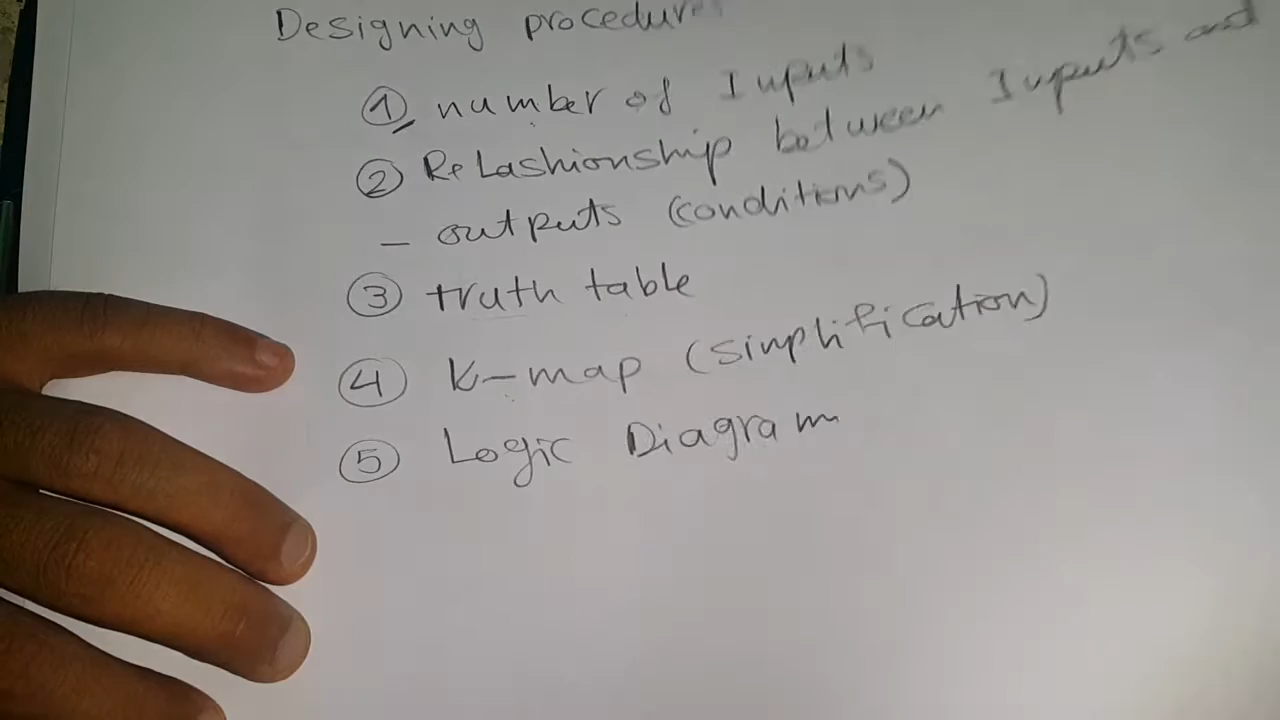 Designing procedures
① number of Inputs
② Relashionship between Inputs and
- outputs (conditions)
③ truth table
④ K-map (simplification)
⑤ Logic Diagram